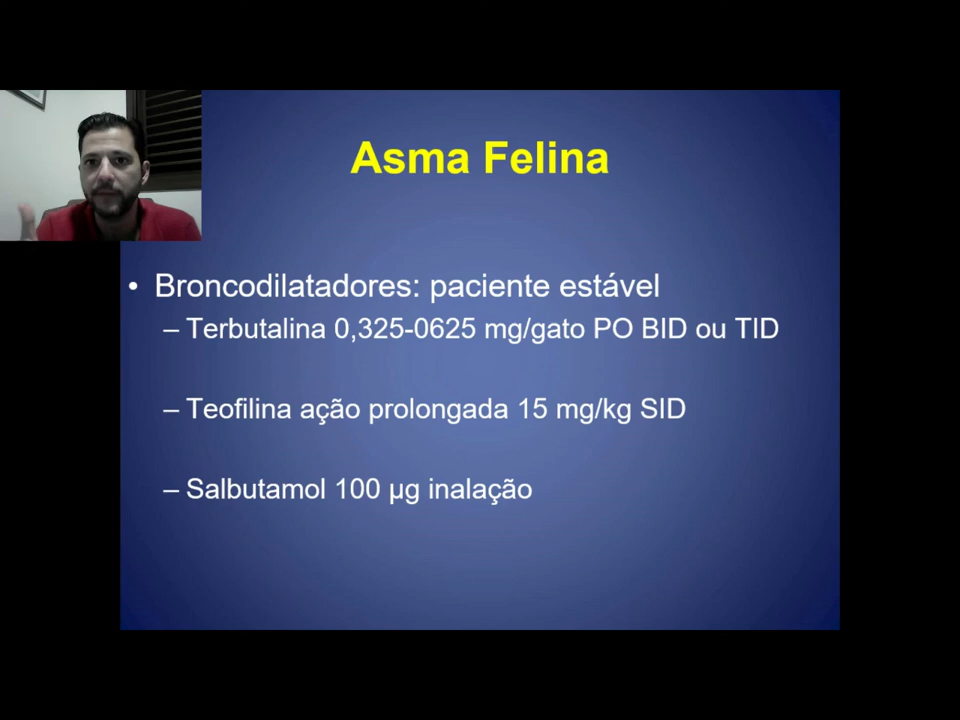 Asma Felina
• Broncodilatadores: paciente estável
– Terbutalina 0,325-0625 mg/gato PO BID ou TID
– Teofilina ação prolongada 15 mg/kg SID
– Salbutamol 100 µg inalação